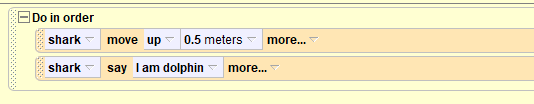 Do in order
shark move up 0.5 meters more...
shark say I am dolphin more...